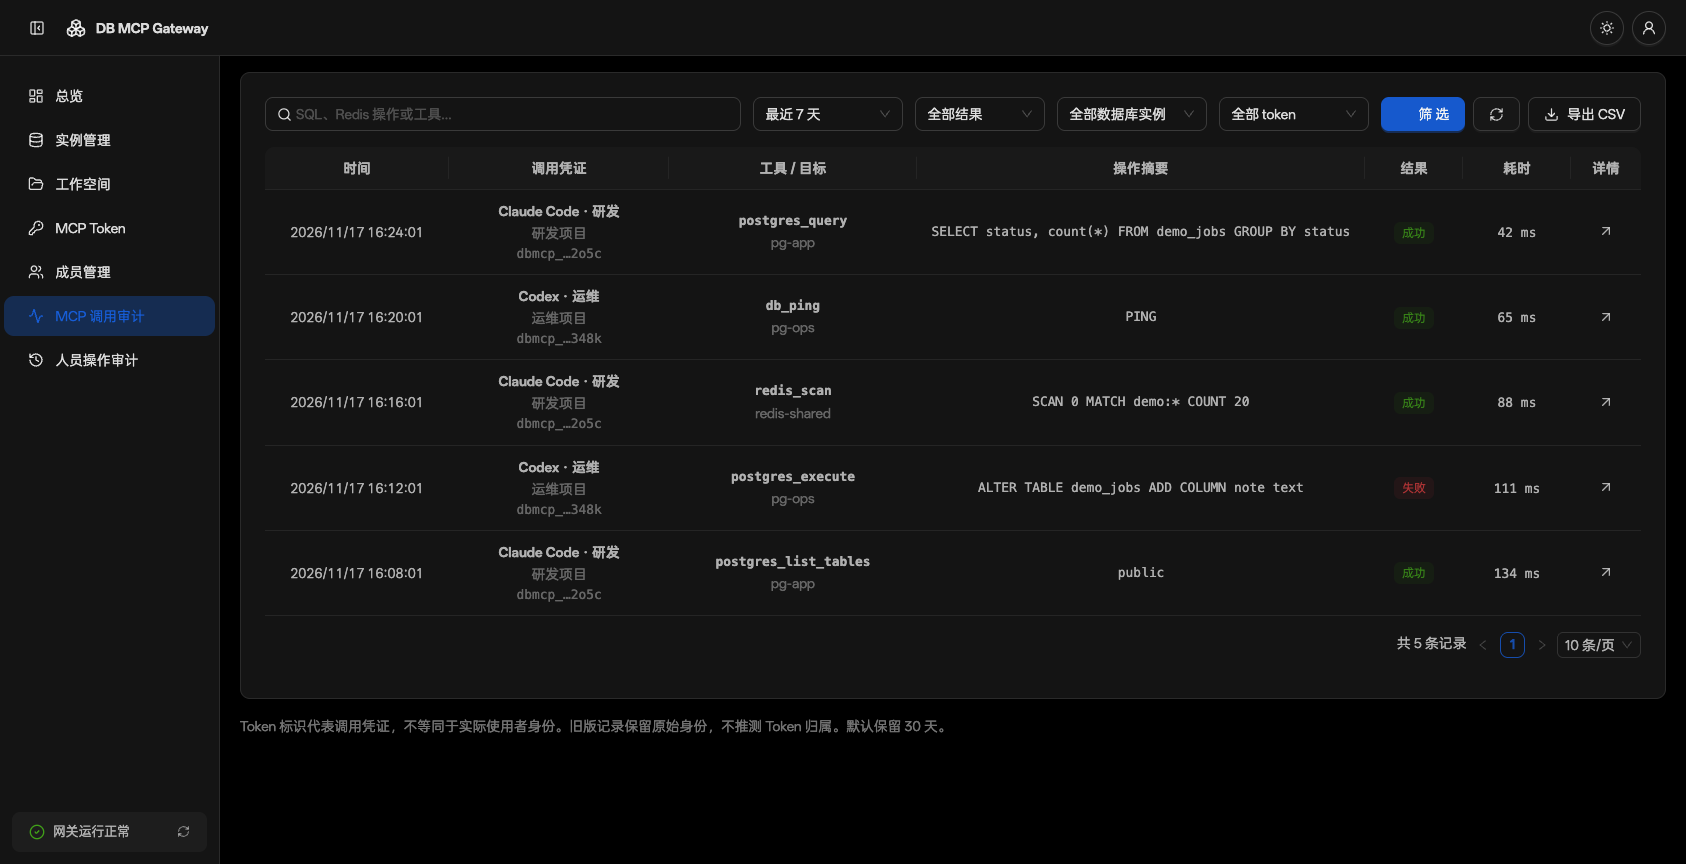 DB MCP Gateway
总览
实例管理
工作空间
MCP Token
成员管理
MCP 调用审计
人员操作审计
网关运行正常
SQL、Redis 操作或工具...
最近 7 天
全部结果
全部数据库实例
全部 token
筛 选
导出 CSV
时间 调用凭证 工具 / 目标 操作摘要 结果 耗时 详情
2026/11/17 16:24:01
Claude Code · 研发
研发项目
dbmcp_…2o5c
postgres_query
pg-app
SELECT status, count(*) FROM demo_jobs GROUP BY status
成功
42 ms
2026/11/17 16:20:01
Codex · 运维
运维项目
dbmcp_…348k
db_ping
pg-ops
PING
成功
65 ms
2026/11/17 16:16:01
Claude Code · 研发
研发项目
dbmcp_…2o5c
redis_scan
redis-shared
SCAN 0 MATCH demo:* COUNT 20
成功
88 ms
2026/11/17 16:12:01
Codex · 运维
运维项目
dbmcp_…348k
postgres_execute
pg-ops
ALTER TABLE demo_jobs ADD COLUMN note text
失败
111 ms
2026/11/17 16:08:01
Claude Code · 研发
研发项目
dbmcp_…2o5c
postgres_list_tables
pg-app
public
成功
134 ms
共 5 条记录
1
10 条/页
Token 标识代表调用凭证，不等同于实际使用者身份。旧版记录保留原始身份，不推测 Token 归属。默认保留 30 天。